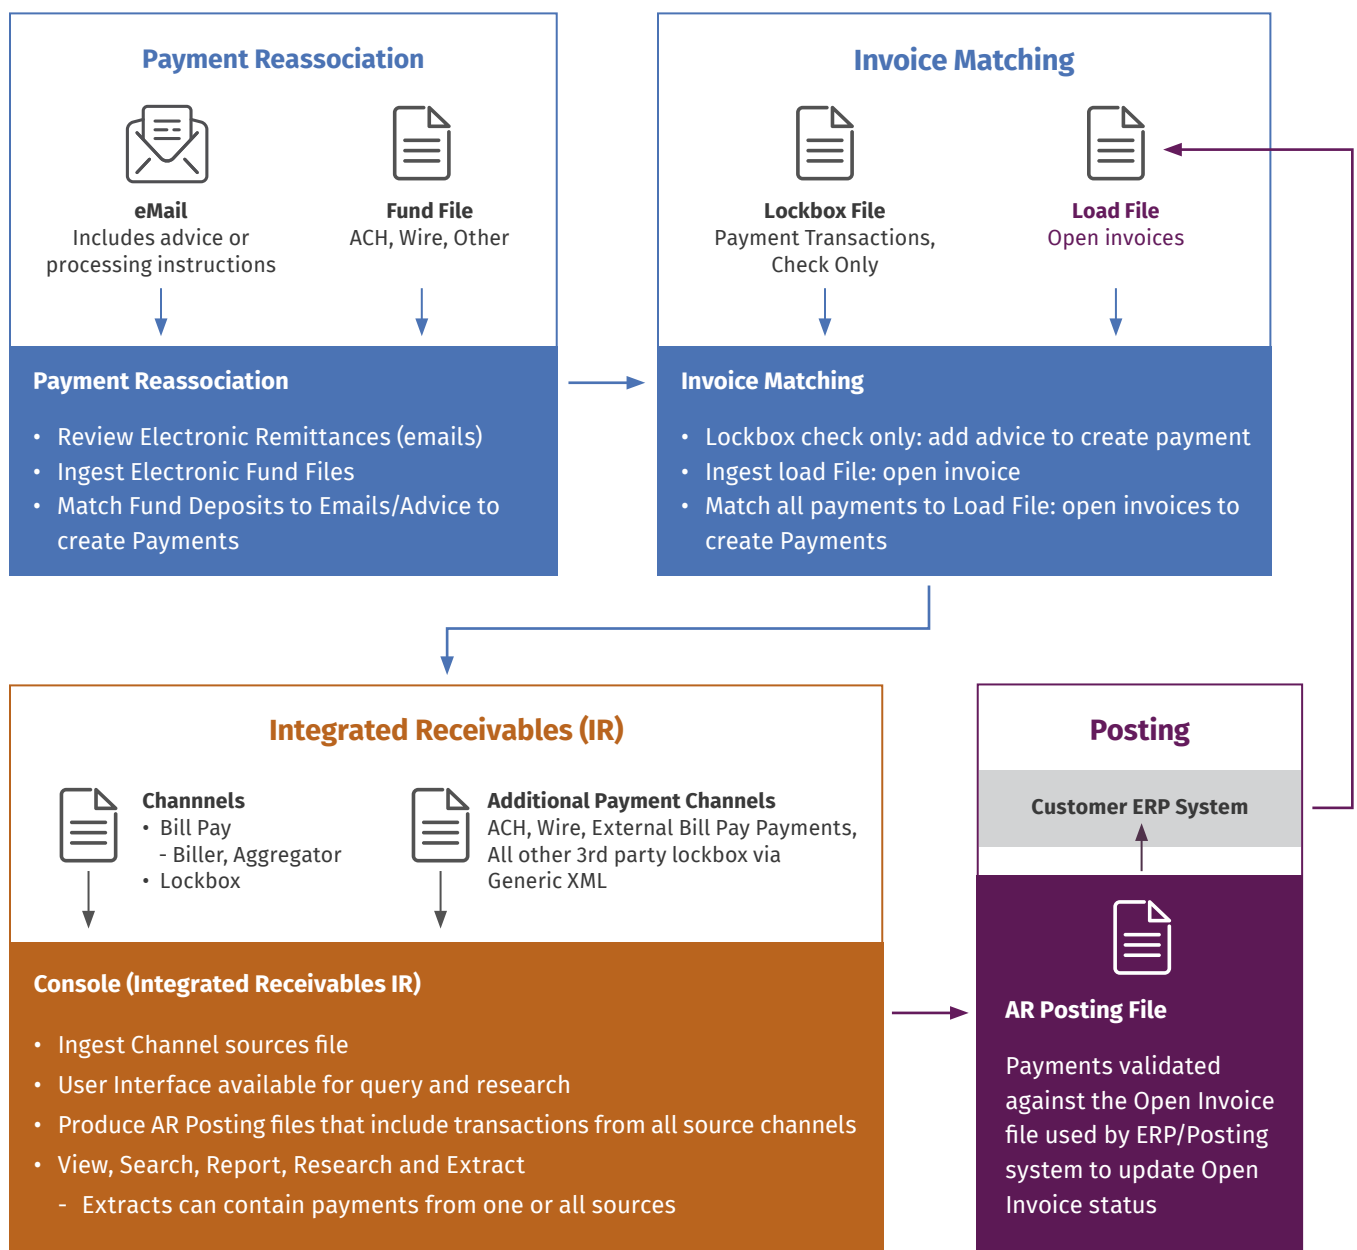 Payment Reassociation
eMail
Includes advice or
processing instructions
Fund File
ACH, Wire, Other
Payment Reassociation
• Review Electronic Remittances (emails)
• Ingest Electronic Fund Files
• Match Fund Deposits to Emails/Advice to
create Payments
Invoice Matching
Lockbox File
Payment Transactions,
Check Only
Load File
Open invoices
Invoice Matching
• Lockbox check only: add advice to create payment
• Ingest load File: open invoice
• Match all payments to Load File: open invoices to
create Payments
Integrated Receivables (IR)
Channnels
• Bill Pay
- Biller, Aggregator
• Lockbox
Additional Payment Channels
ACH, Wire, External Bill Pay Payments,
All other 3rd party lockbox via
Generic XML
Console (Integrated Receivables IR)
• Ingest Channel sources file
• User Interface available for query and research
• Produce AR Posting files that include transactions from all source channels
• View, Search, Report, Research and Extract
- Extracts can contain payments from one or all sources
Posting
Customer ERP System
AR Posting File
Payments validated
against the Open Invoice
file used by ERP/Posting
system to update Open
Invoice status